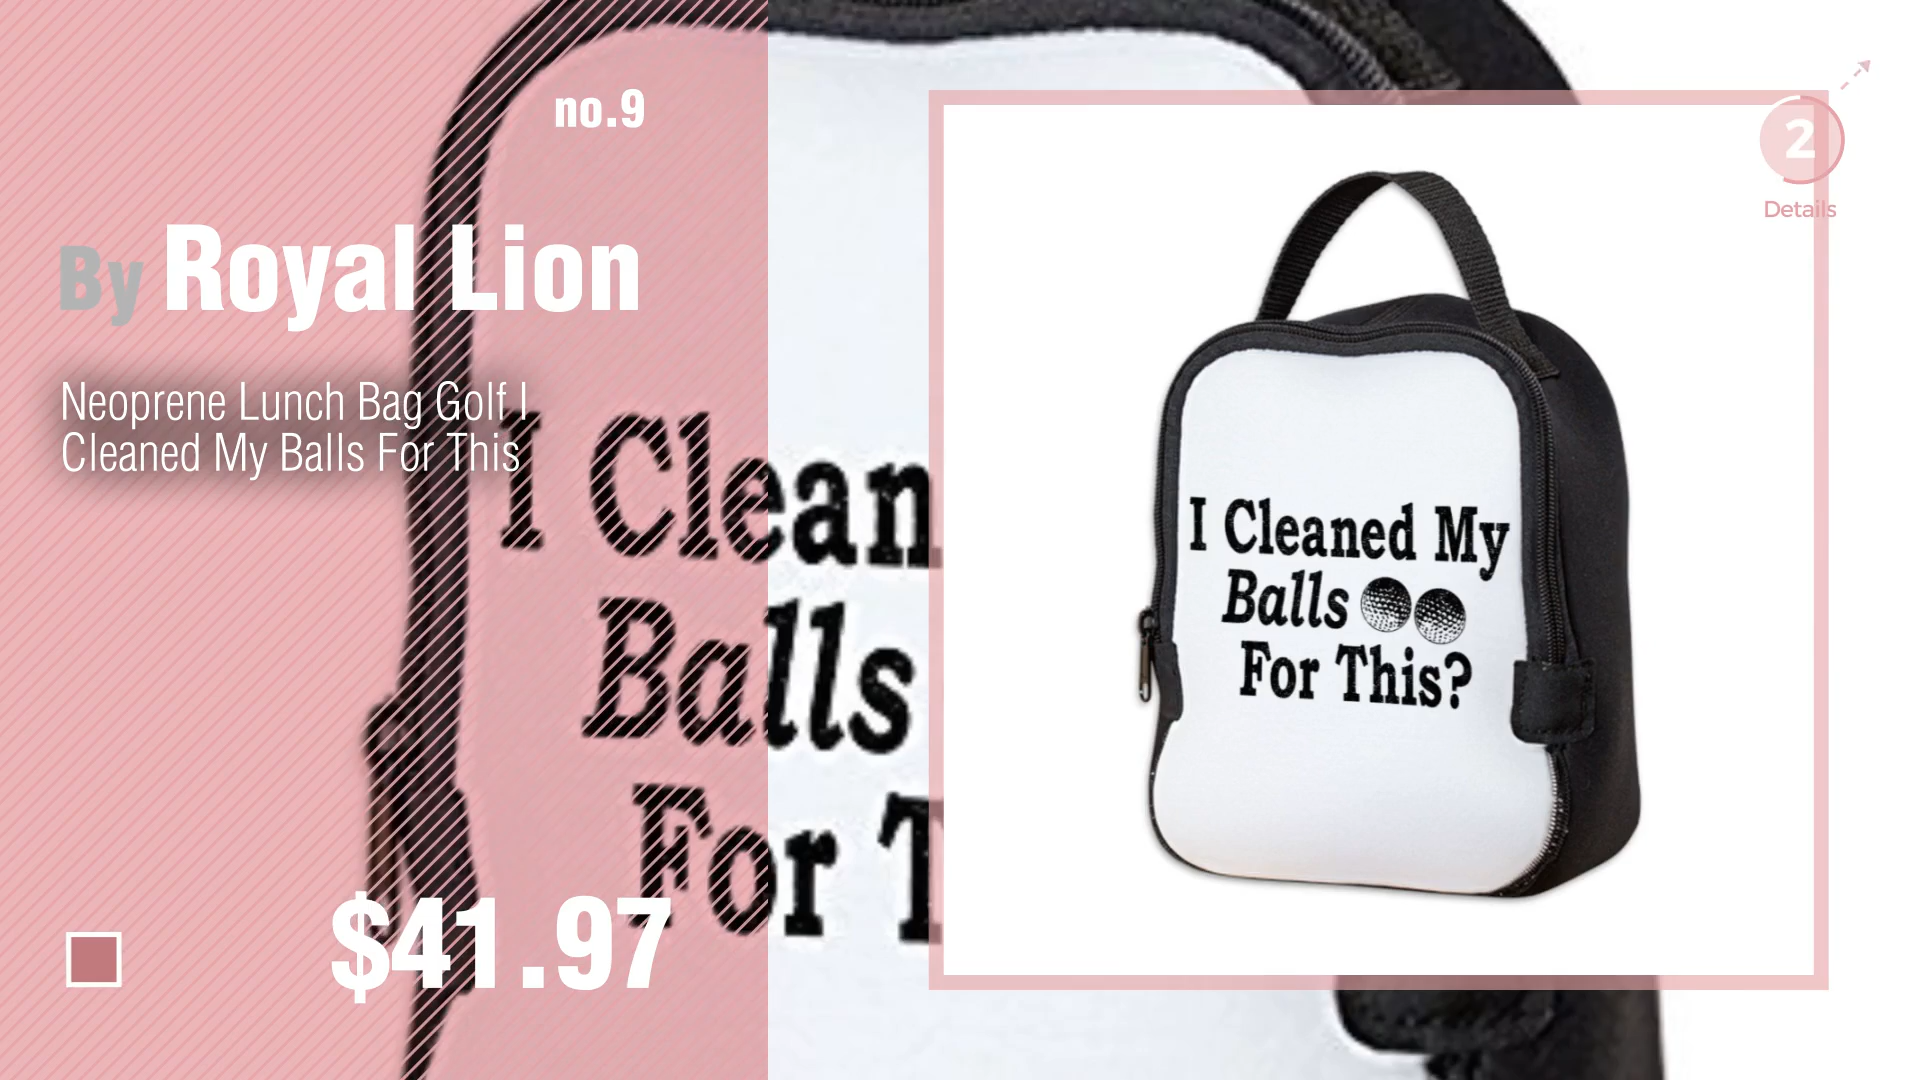 no.9
By Royal Lion
Neoprene Lunch Bag Golf I
Cleaned My Balls For This
$41.97
I Clean
Balls
For T
2
Details
I Cleaned My
Balls
For This?